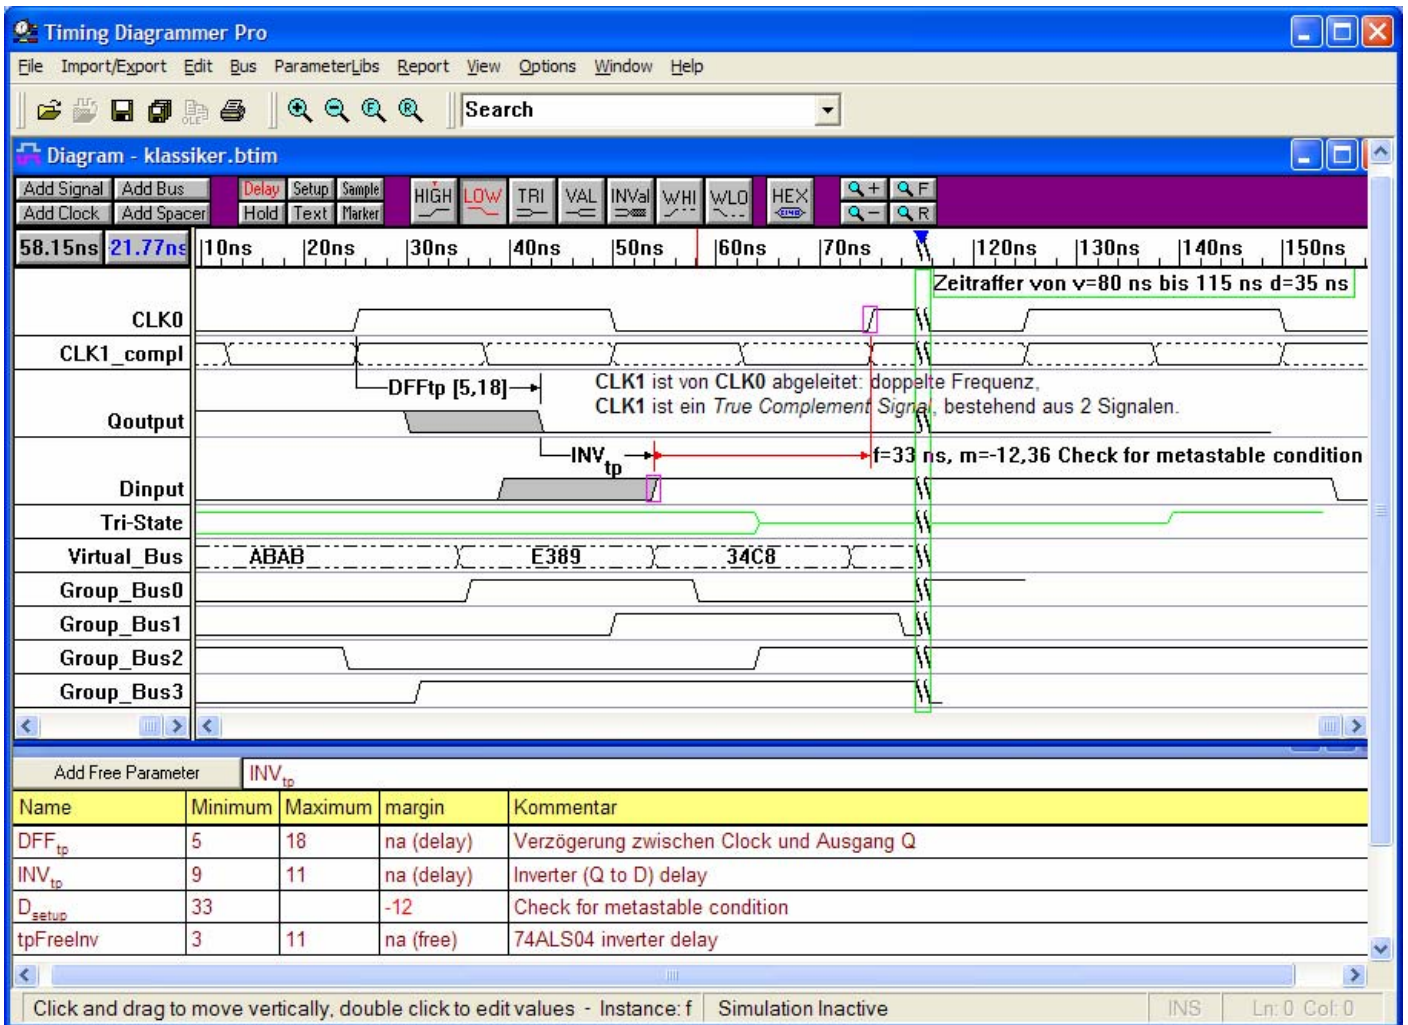 Timing Diagrammer Pro
File Import/Export Edit Bus ParameterLibs Report View Options Window Help
Search
Diagram - klassiker.btim
Add Signal Add Bus Delay Setup Sample HIGH LOW TRI VAL INVal WHI WLO HEX + F
Add Clock Add Spacer Hold Text Marker - R
58.15ns -21.77ns |10ns |20ns |30ns |40ns |50ns |60ns |70ns |120ns |130ns |140ns |150ns
Zeitraffer von v=80 ns bis 115 ns d=35 ns
CLK0
CLK1_compl
DFFtp [5,18] CLK1 ist von CLK0 abgeleitet: doppelte Frequenz,
CLK1 ist ein True Complement Signal, bestehend aus 2 Signalen.
Qoutput
INVtp f=33 ns, m=-12,36 Check for metastable condition
Dinput
Tri-State
Virtual_Bus ABAB E389 34C8
Group_Bus0
Group_Bus1
Group_Bus2
Group_Bus3
Add Free Parameter INVtp
Name Minimum Maximum margin Kommentar
DFFtp 5 18 na (delay) Verzögerung zwischen Clock und Ausgang Q
INVtp 9 11 na (delay) Inverter (Q to D) delay
Dsetup 33 -12 Check for metastable condition
tpFreeInv 3 11 na (free) 74ALS04 inverter delay
Click and drag to move vertically, double click to edit values - Instance: f Simulation Inactive INS Ln: 0 Col: 0